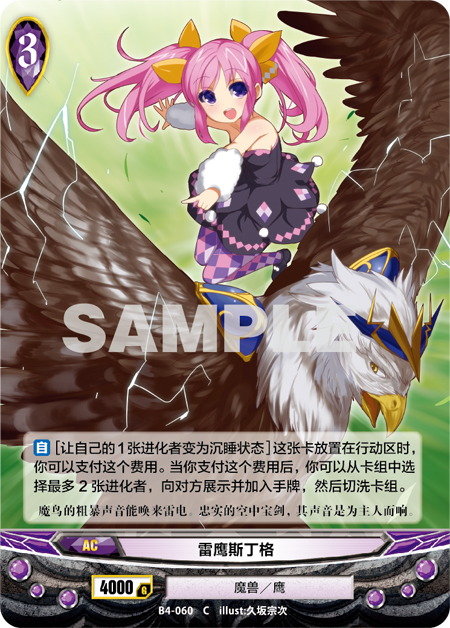 3
SAMPLE
自 [让自己的1张进化者变为沉睡状态]这张卡放置在行动区时，
你可以支付这个费用。当你支付这个费用后，你可以从卡组中选
择最多2张进化者，向对方展示并加入手牌，然后切洗卡组。
魔鸟的粗暴声音能唤来雷电。忠实的空中宝剑，其声音是为主人而响。
AC
雷鹰斯丁格
4000 G
魔兽／鹰
B4-060 C illust:久坂宗次